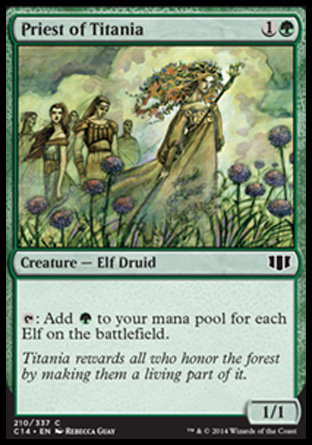 Priest of Titania 1
Creature — Elf Druid
: Add to your mana pool for each
Elf on the battlefield.
Titania rewards all who honor the forest
by making them a living part of it.
1/1
210/337 C
C14 • EN Rebecca Guay
™ & © 2014 Wizards of the Coast